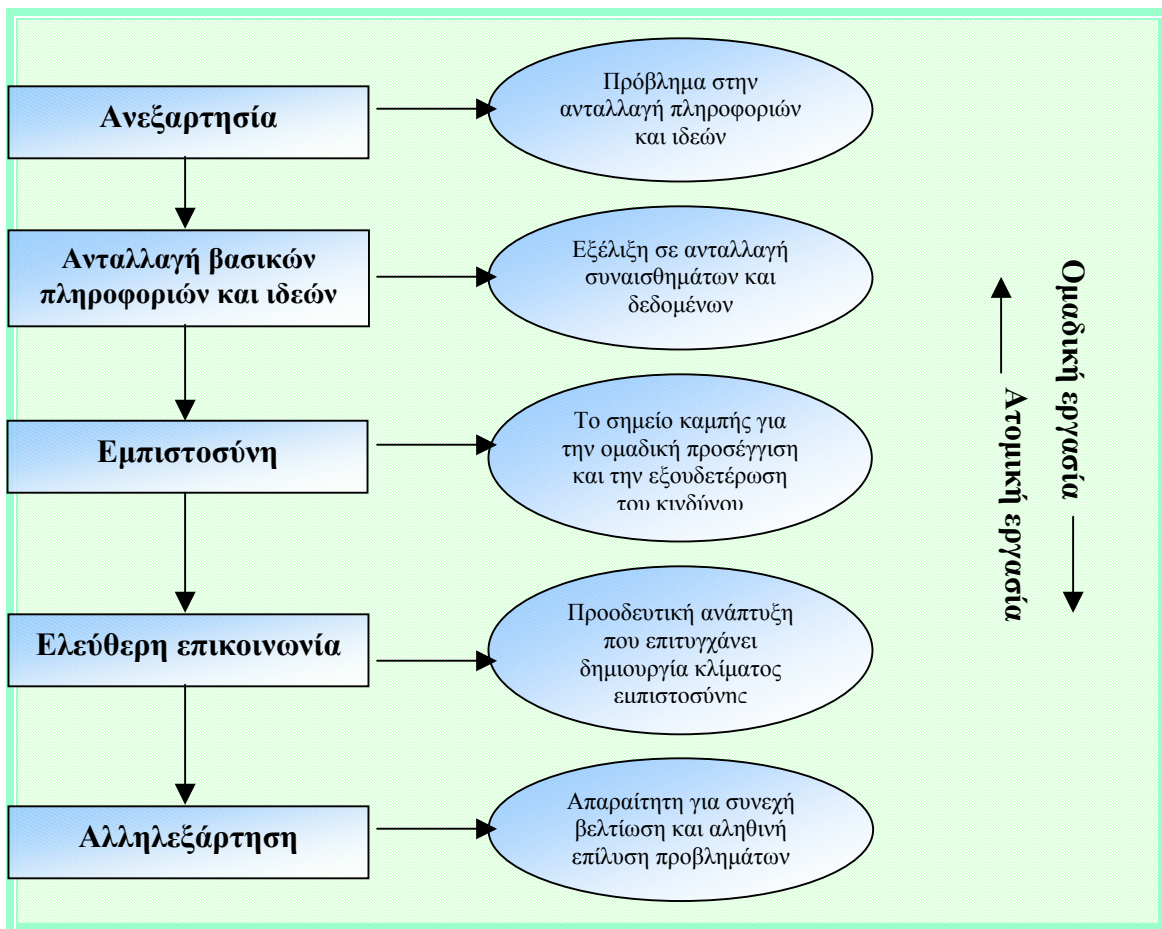 Ανεξαρτησία
Πρόβλημα στην
ανταλλαγή πληροφοριών
και ιδεών
Ανταλλαγή βασικών
πληροφοριών και ιδεών
Εξέλιξη σε ανταλλαγή
συναισθημάτων και
δεδομένων
Εμπιστοσύνη
Το σημείο καμπής για
την ομαδική προσέγγιση
και την εξουδετέρωση
του κινδύνου
Ελεύθερη επικοινωνία
Προοδευτική ανάπτυξη
που επιτυγχάνει
δημιουργία κλίματος
εμπιστοσύνης
Αλληλεξάρτηση
Απαραίτητη για συνεχή
βελτίωση και αληθινή
επίλυση προβλημάτων
Ομαδική εργασία
Ατομική εργασία